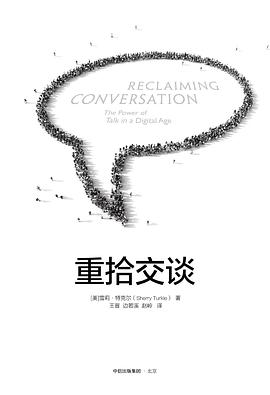 RECLAIMING
CONVERSATION
The Power of
Talk in a Digital Age
重拾交谈
[美]雪莉·特克尔（Sherry Turkle） 著
王晋 边若溪 赵岭 译
中信出版集团·北京